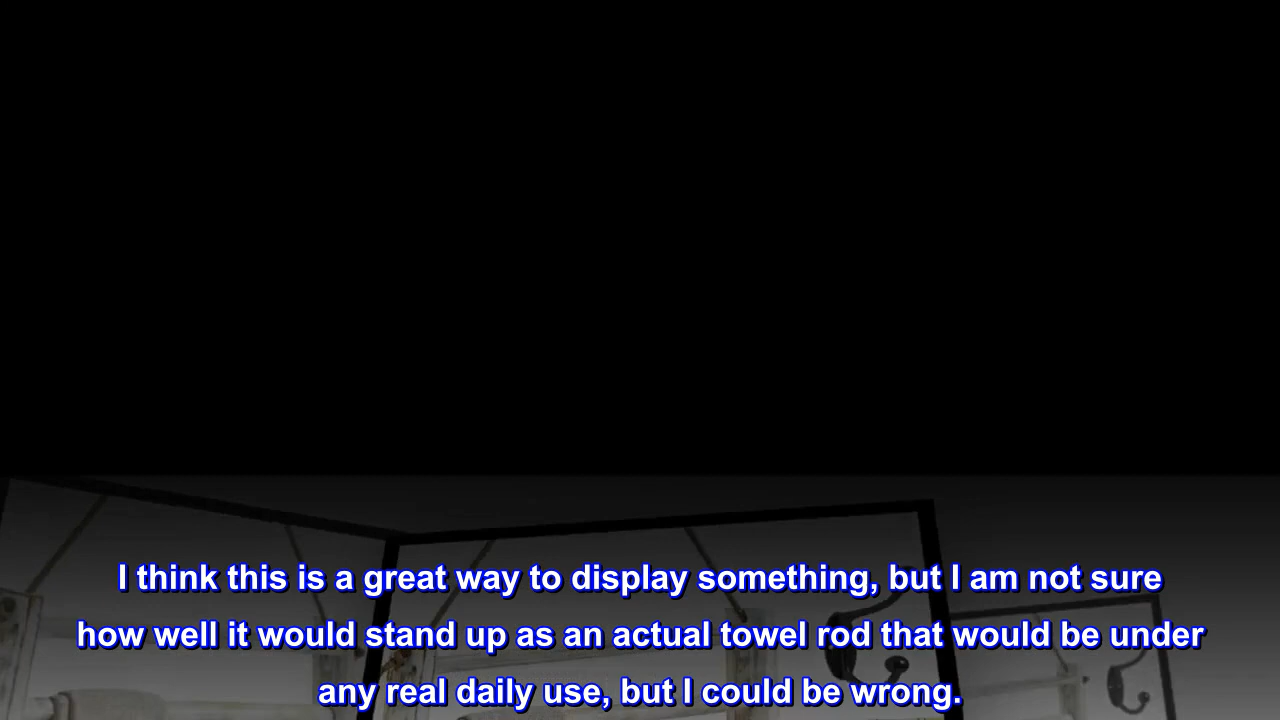 I think this is a great way to display something, but I am not sure
how well it would stand up as an actual towel rod that would be under
any real daily use, but I could be wrong.